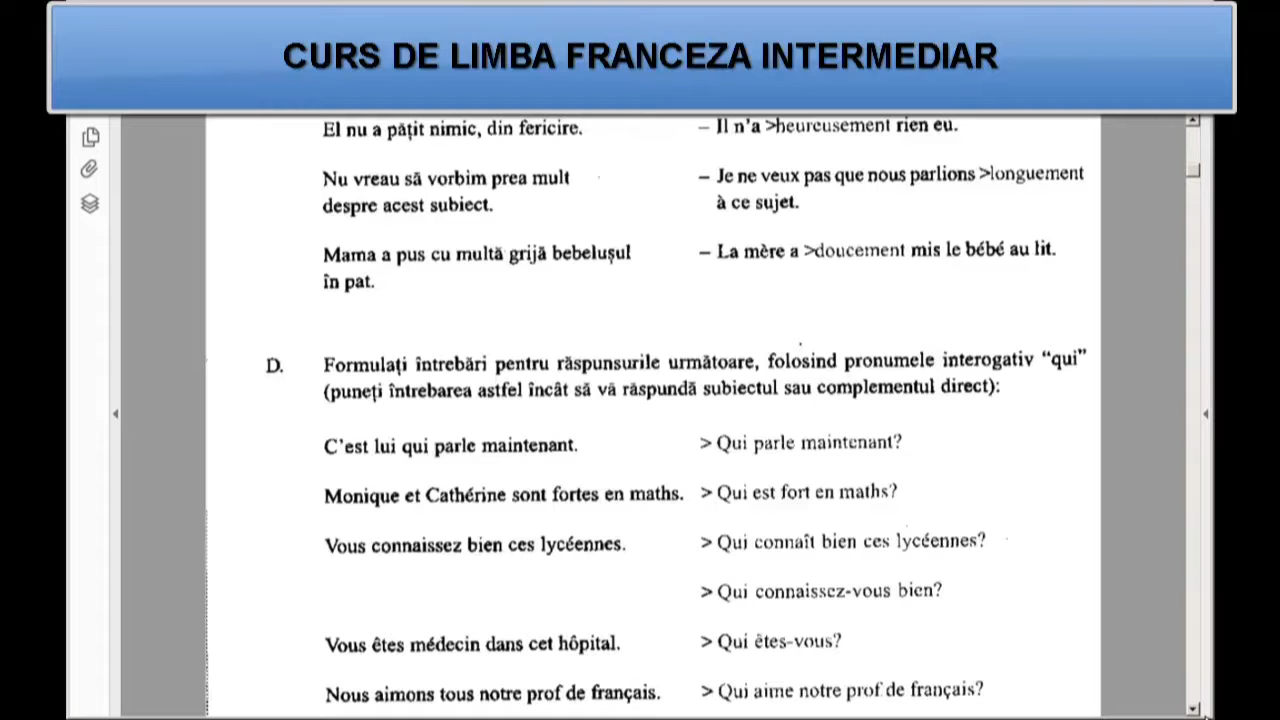 CURS DE LIMBA FRANCEZA INTERMEDIAR
El nu a pățit nimic, din fericire. – Il n'a >heureusement rien eu.
Nu vreau să vorbim prea mult – Je ne veux pas que nous parlions >longuement
despre acest subiect. à ce sujet.
Mama a pus cu multă grijă bebelușul – La mère a >doucement mis le bébé au lit.
în pat.
D. Formulați întrebări pentru răspunsurile următoare, folosind pronumele interogativ “qui”
(puneți întrebarea astfel încât să vă răspundă subiectul sau complementul direct):
C'est lui qui parle maintenant. > Qui parle maintenant?
Monique et Cathérine sont fortes en maths. > Qui est fort en maths?
Vous connaissez bien ces lycéennes. > Qui connaît bien ces lycéennes?
> Qui connaissez-vous bien?
Vous êtes médecin dans cet hôpital. > Qui êtes-vous?
Nous aimons tous notre prof de français. > Qui aime notre prof de français?